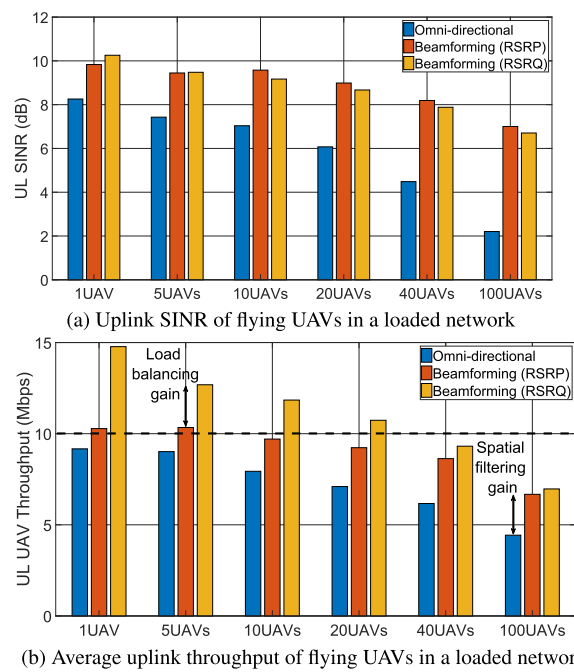 12
10
8
6
4
2
0
UL SINR (dB)
Omni-directional
Beamforming (RSRP)
Beamforming (RSRQ)
1UAV 5UAVs 10UAVs 20UAVs 40UAVs 100UAVs
(a) Uplink SINR of flying UAVs in a loaded network
15
10
5
0
UL UAV Throughput (Mbps)
Load
balancing
gain
Omni-directional
Beamforming (RSRP)
Beamforming (RSRQ)
Spatial
filtering
gain
1UAV 5UAVs 10UAVs 20UAVs 40UAVs 100UAVs
(b) Average uplink throughput of flying UAVs in a loaded networ